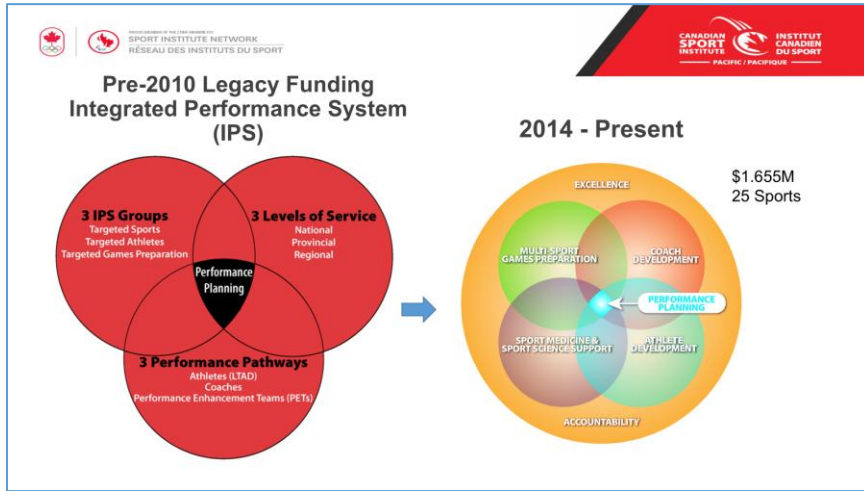 PROUD MEMBER OF THE
SPORT INSTITUTE NETWORK
RÉSEAU DES INSTITUTS DU SPORT
CANADIAN
SPORT
INSTITUTE
INSTITUT
CANADIEN
DU SPORT
PACIFIC / PACIFIQUE
Pre-2010 Legacy Funding
Integrated Performance System
(IPS)
3 IPS Groups
Targeted Sports
Targeted Athletes
Targeted Games Preparation
3 Levels of Service
National
Provincial
Regional
Performance
Planning
3 Performance Pathways
Athletes (LTAD)
Coaches
Performance Enhancement Teams (PETs)
2014 - Present
$1.655M
25 Sports
EXCELLENCE
MULTI-SPORT
GAMES PREPARATION
COACH
DEVELOPMENT
PERFORMANCE
PLANNING
SPORT MEDICINE &
SPORT SCIENCE SUPPORT
ATHLETE
DEVELOPMENT
ACCOUNTABILITY